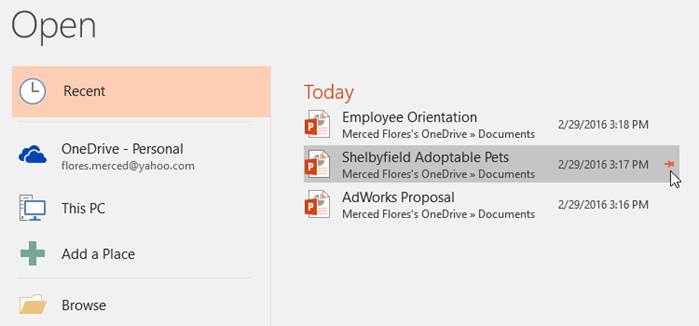 Open
Recent
OneDrive - Personal
flores.merced@yahoo.com
This PC
Add a Place
Browse
Today
Employee Orientation
Merced Flores's OneDrive » Documents
2/29/2016 3:18 PM
Shelbyfield Adoptable Pets
Merced Flores's OneDrive » Documents
2/29/2016 3:17 PM
AdWorks Proposal
Merced Flores's OneDrive » Documents
2/29/2016 3:16 PM